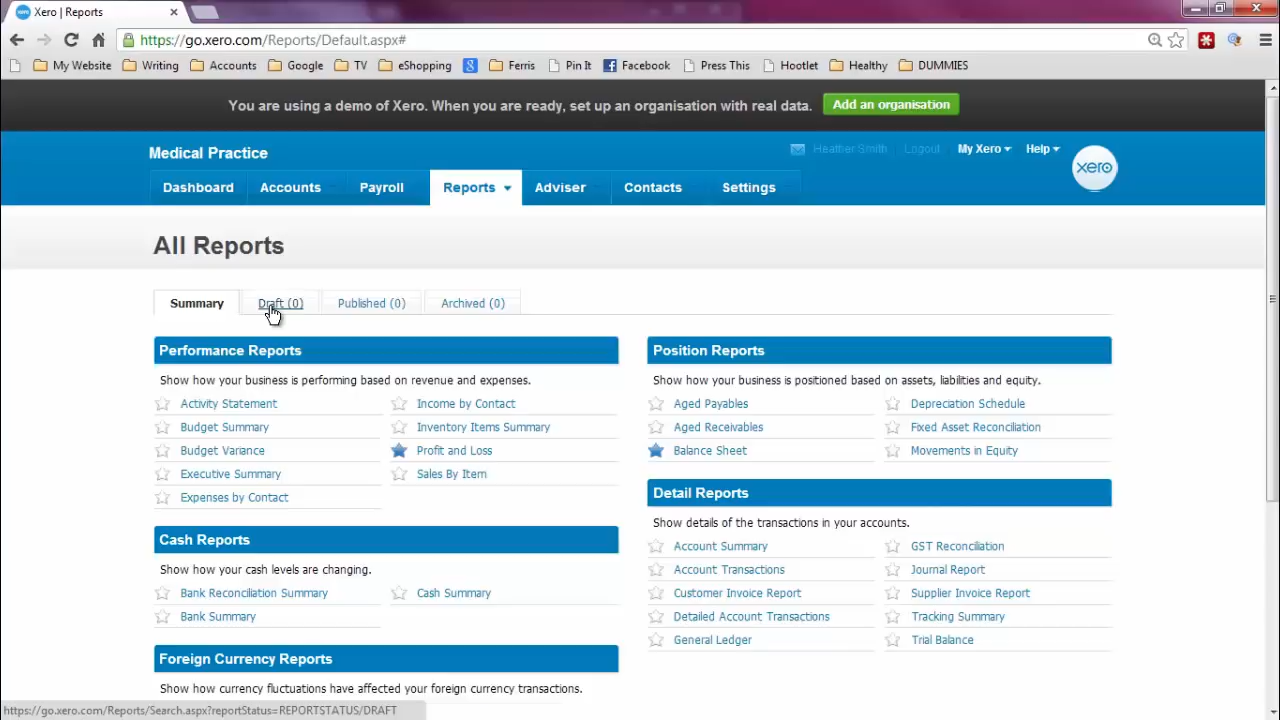 Xero | Reports
https://go.xero.com/Reports/Default.aspx#
My Website Writing Accounts Google TV eShopping Ferris Pin It Facebook Press This Hootlet Healthy DUMMIES
You are using a demo of Xero. When you are ready, set up an organisation with real data. Add an organisation
Medical Practice Heather Smith Logout My Xero Help
xero
Dashboard Accounts Payroll Reports Adviser Contacts Settings
All Reports
Summary Draft (0) Published (0) Archived (0)
Performance Reports
Show how your business is performing based on revenue and expenses.
Activity Statement Income by Contact
Budget Summary Inventory Items Summary
Budget Variance Profit and Loss
Executive Summary Sales By Item
Expenses by Contact
Cash Reports
Show how your cash levels are changing.
Bank Reconciliation Summary Cash Summary
Bank Summary
Foreign Currency Reports
Show how currency fluctuations have affected your foreign currency transactions.
Position Reports
Show how your business is positioned based on assets, liabilities and equity.
Aged Payables Depreciation Schedule
Aged Receivables Fixed Asset Reconciliation
Balance Sheet Movements in Equity
Detail Reports
Show details of the transactions in your accounts.
Account Summary GST Reconciliation
Account Transactions Journal Report
Customer Invoice Report Supplier Invoice Report
Detailed Account Transactions Tracking Summary
General Ledger Trial Balance
https://go.xero.com/Reports/Search.aspx?reportStatus=REPORTSTATUS/DRAFT